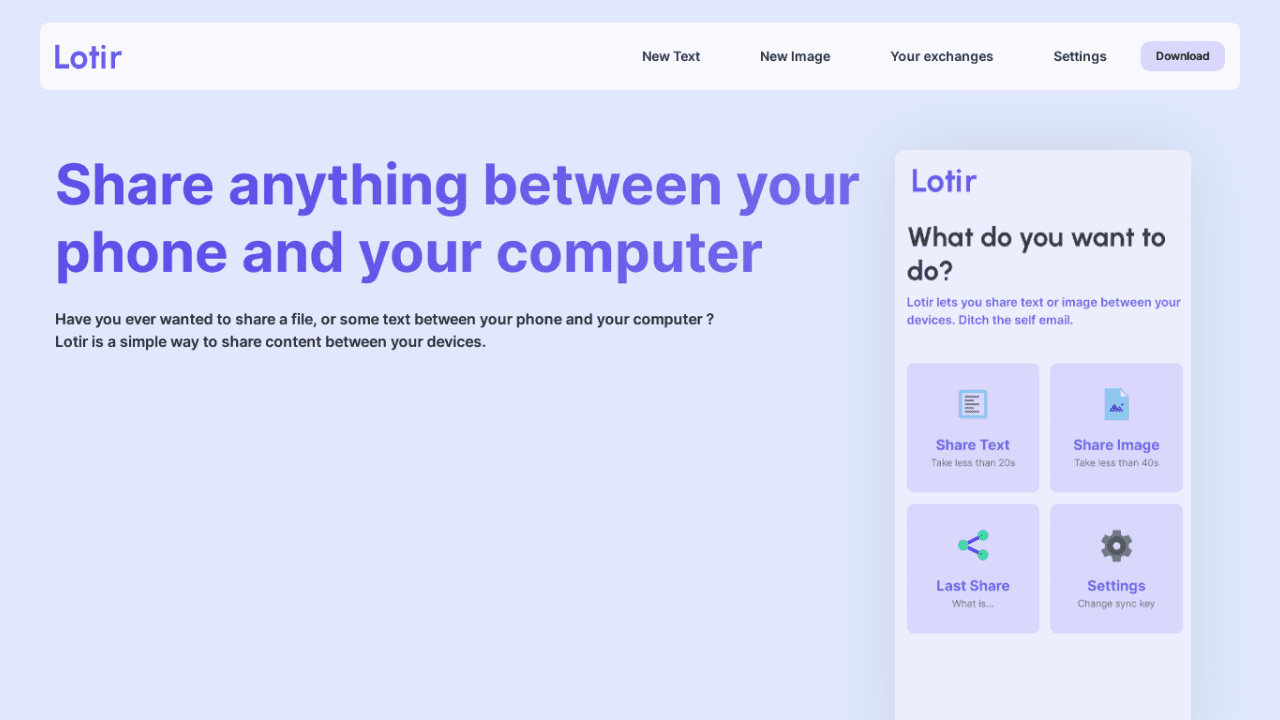 Lotir
New Text
New Image
Your exchanges
Settings
Download
Share anything between your
phone and your computer
Have you ever wanted to share a file, or some text between your phone and your computer ?
Lotir is a simple way to share content between your devices.
Lotir
What do you want to
do?
Lotir lets you share text or image between your
devices. Ditch the self email.
Share Text
Take less than 20s
Share Image
Take less than 40s
Last Share
What is...
Settings
Change sync key